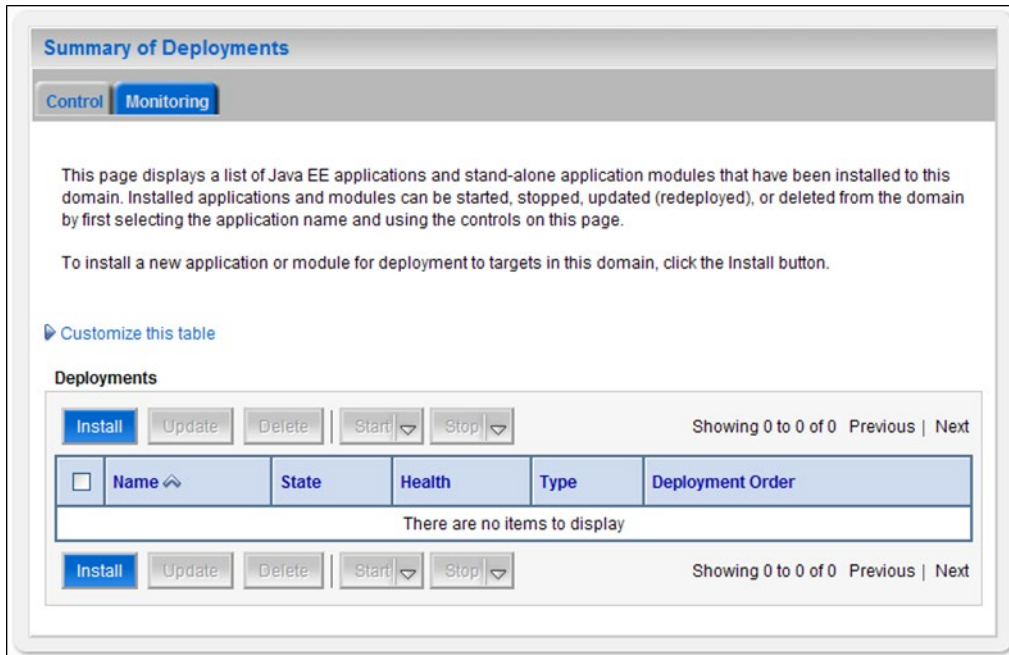 Summary of Deployments
Control Monitoring
This page displays a list of Java EE applications and stand-alone application modules that have been installed to this
domain. Installed applications and modules can be started, stopped, updated (redeployed), or deleted from the domain
by first selecting the application name and using the controls on this page.
To install a new application or module for deployment to targets in this domain, click the Install button.
Customize this table
Deployments
Install Update Delete Start Stop Showing 0 to 0 of 0 Previous | Next
Name State Health Type Deployment Order
There are no items to display
Install Update Delete Start Stop Showing 0 to 0 of 0 Previous | Next